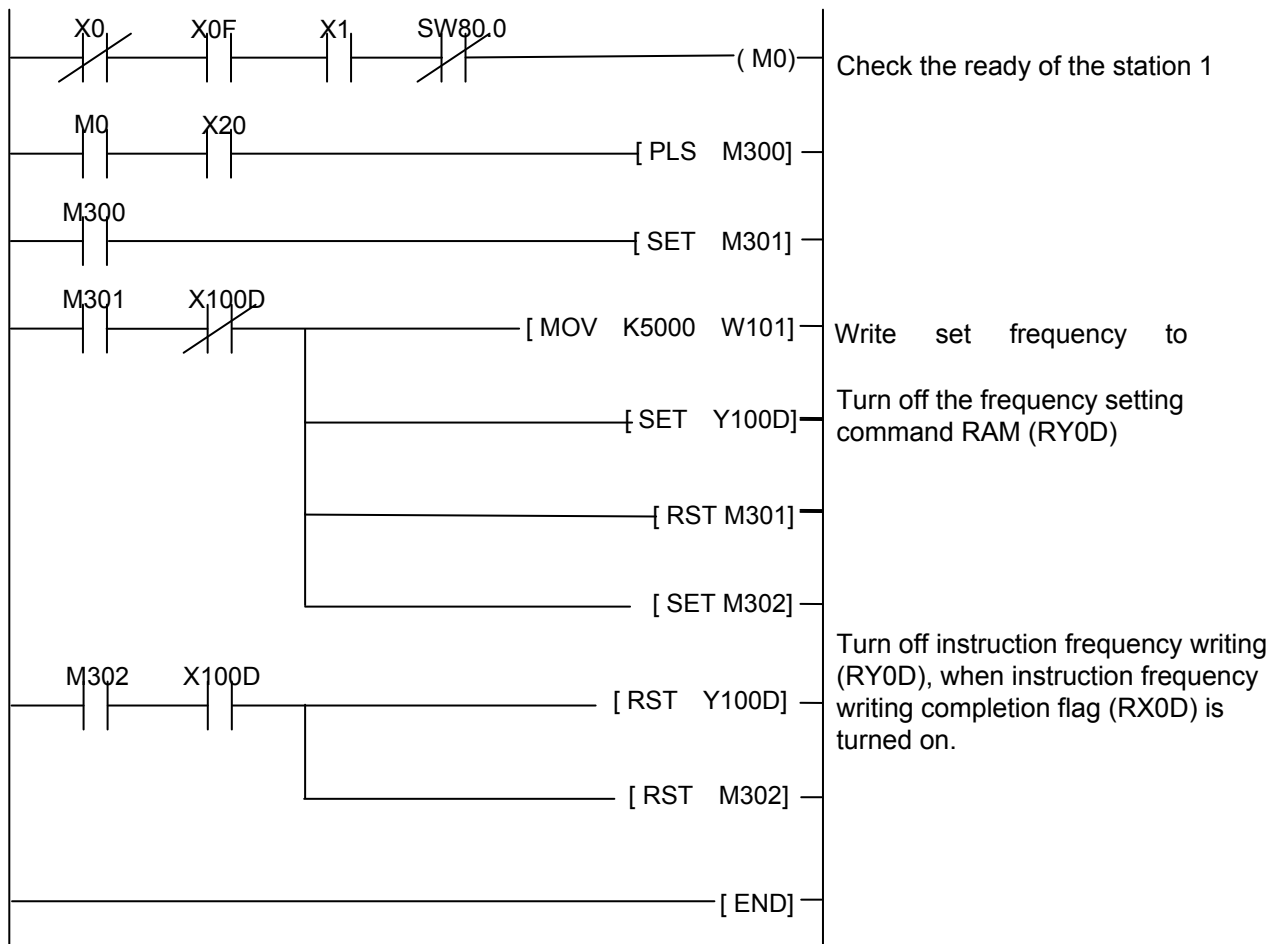 X0 X0F X1 SW80.0
( M0) Check the ready of the station 1
M0 X20
[ PLS M300]
M300
[ SET M301]
M301 X100D
[ MOV K5000 W101] Write set frequency to
[ SET Y100D] Turn off the frequency setting
command RAM (RY0D)
[ RST M301]
[ SET M302]
Turn off instruction frequency writing
(RY0D), when instruction frequency
writing completion flag (RX0D) is
turned on.
M302 X100D
[ RST Y100D]
[ RST M302]
[ END]